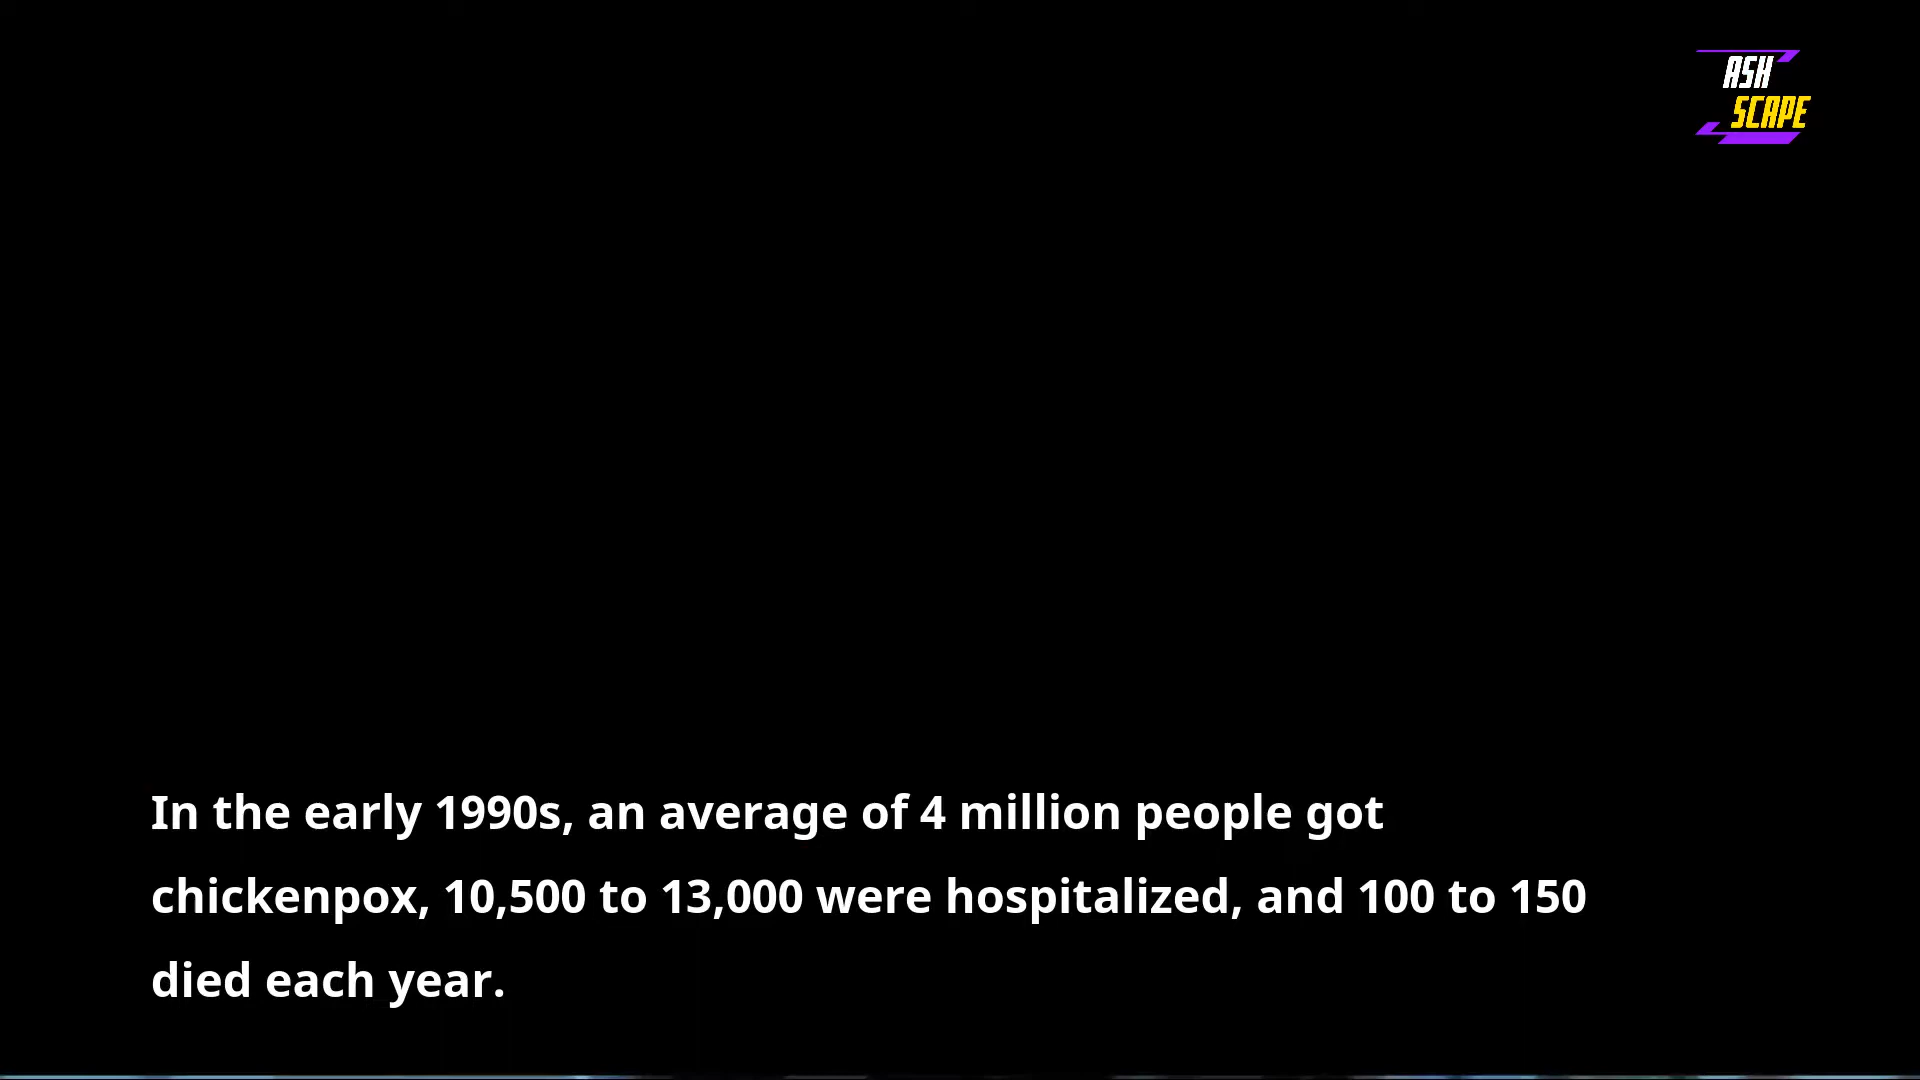 ASH
SCAPE
In the early 1990s, an average of 4 million people got
chickenpox, 10,500 to 13,000 were hospitalized, and 100 to 150
died each year.